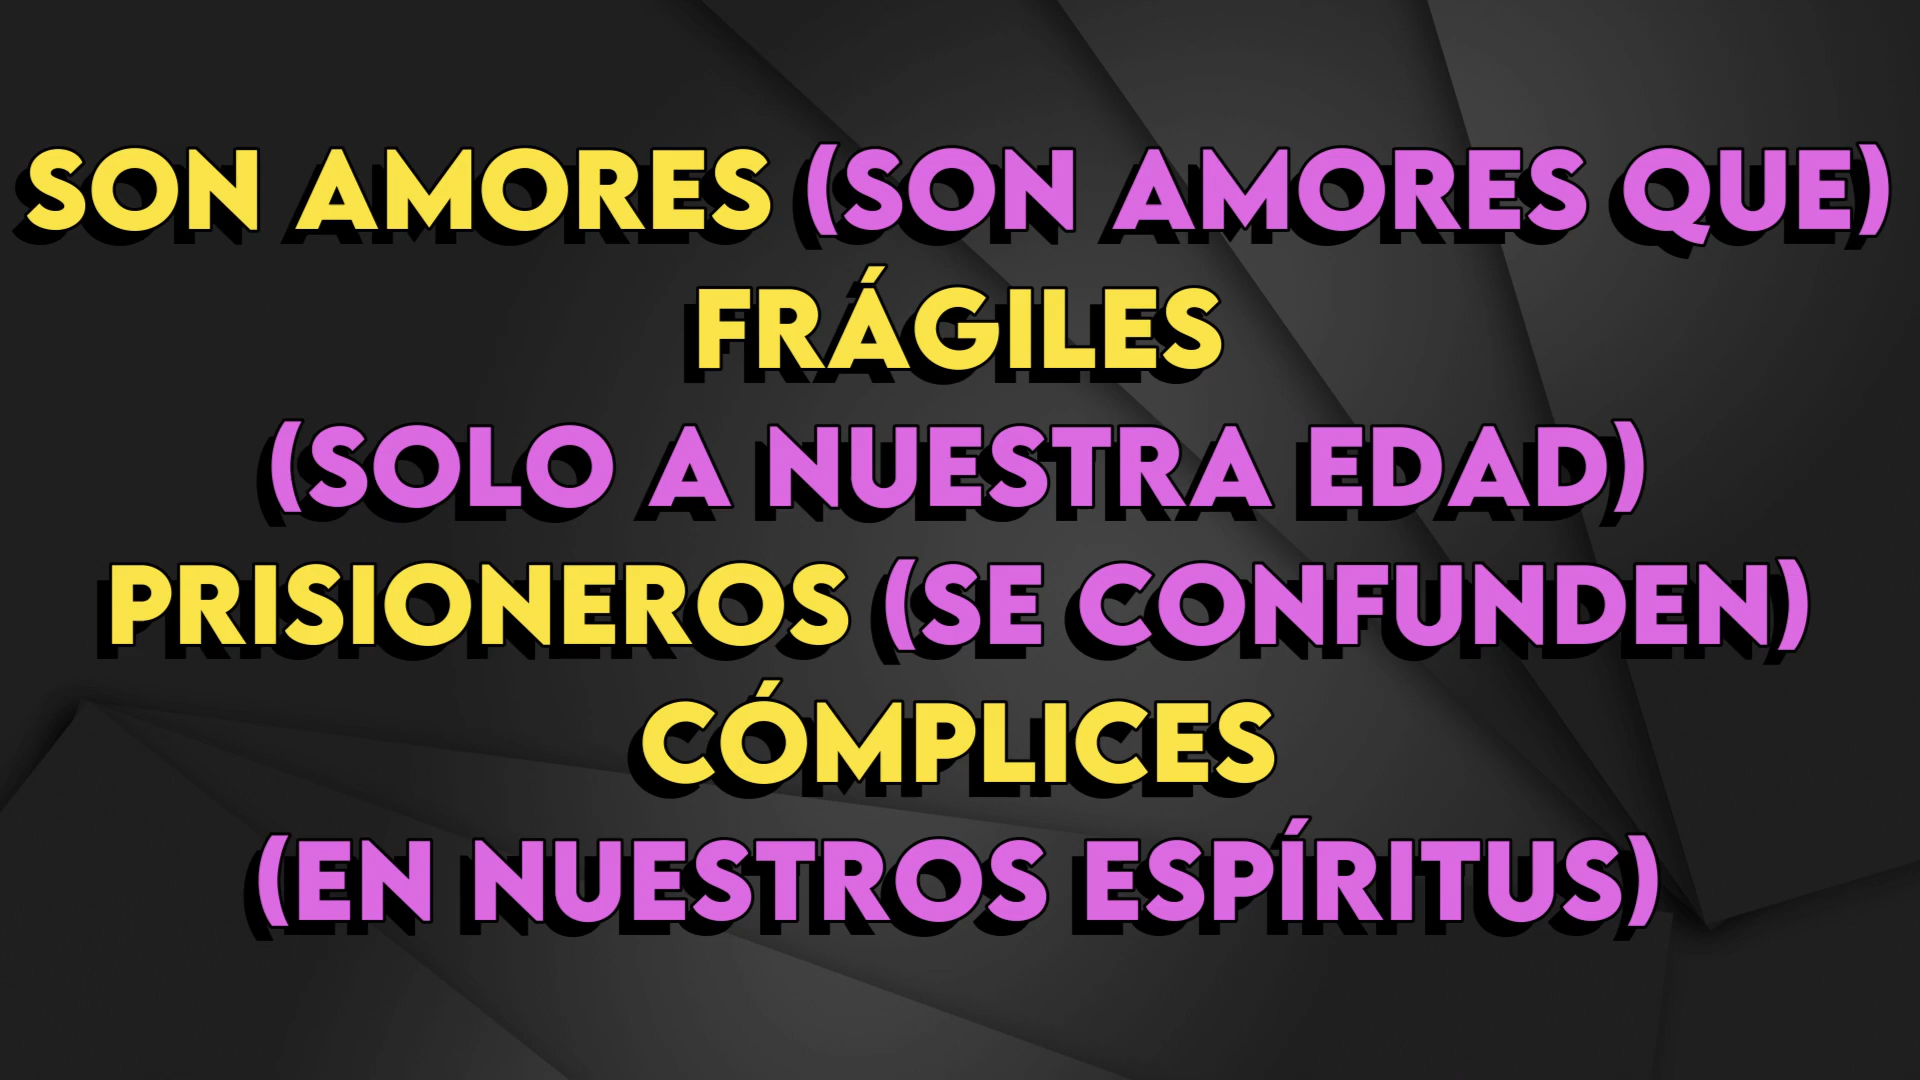 SON AMORES (SON AMORES QUE)
FRÁGILES
(SOLO A NUESTRA EDAD)
PRISIONEROS (SE CONFUNDEN)
CÓMPLICES
(EN NUESTROS ESPÍRITUS)